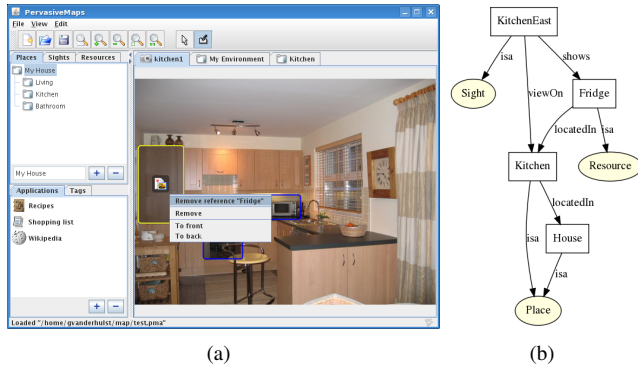 PervasiveMaps
File View Edit
Places Sights Resources
kitchen1 My Environment Kitchen
My House
Living
Kitchen
Bathroom
My House
+ -
Applications Tags
Recipes
Shopping list
Wikipedia
+ -
Remove reference "Fridge"
Remove
To front
To back
Loaded "/home/gvanderhulst/map/test.pma"
(a)
KitchenEast
isa
shows
Sight
viewOn
Fridge
locatedIn
isa
Kitchen
Resource
locatedIn
isa
House
isa
Place
(b)